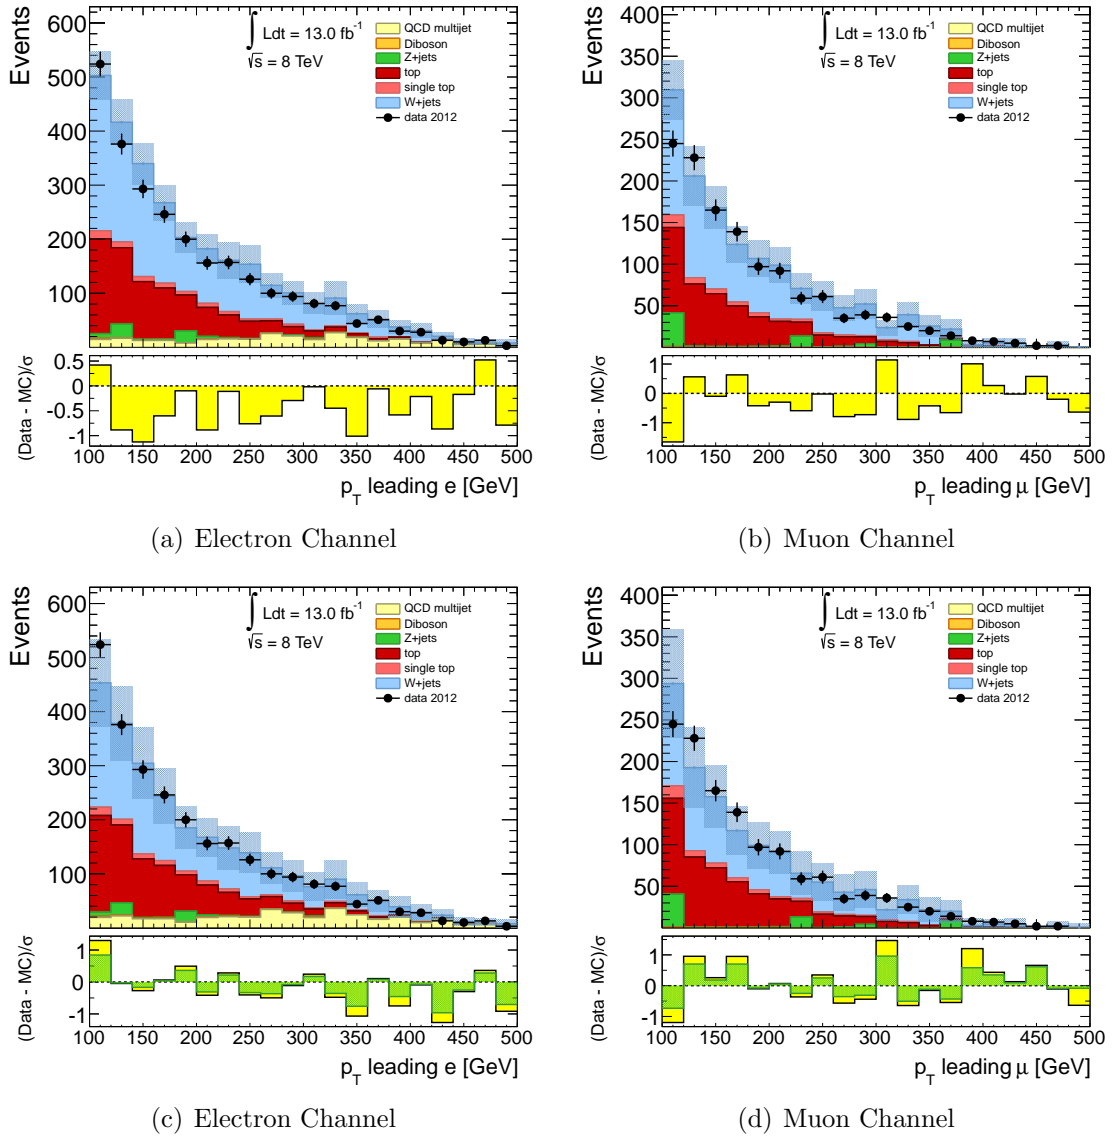 Events
600
500
400
300
200
100
∫ Ldt = 13.0 fb⁻¹
√s = 8 TeV
QCD multijet
Diboson
Z+jets
top
single top
W+jets
data 2012
(Data - MC)/σ
0.5
0
-0.5
-1
100 150 200 250 300 350 400 450 500
p_T leading e [GeV]
(a) Electron Channel
Events
400
350
300
250
200
150
100
50
∫ Ldt = 13.0 fb⁻¹
√s = 8 TeV
QCD multijet
Diboson
Z+jets
top
single top
W+jets
data 2012
(Data - MC)/σ
1
0
-1
100 150 200 250 300 350 400 450 500
p_T leading μ [GeV]
(b) Muon Channel
Events
600
500
400
300
200
100
∫ Ldt = 13.0 fb⁻¹
√s = 8 TeV
QCD multijet
Diboson
Z+jets
top
single top
W+jets
data 2012
(Data - MC)/σ
1
0
-1
100 150 200 250 300 350 400 450 500
p_T leading e [GeV]
(c) Electron Channel
Events
400
350
300
250
200
150
100
50
∫ Ldt = 13.0 fb⁻¹
√s = 8 TeV
QCD multijet
Diboson
Z+jets
top
single top
W+jets
data 2012
(Data - MC)/σ
1
0
-1
100 150 200 250 300 350 400 450 500
p_T leading μ [GeV]
(d) Muon Channel